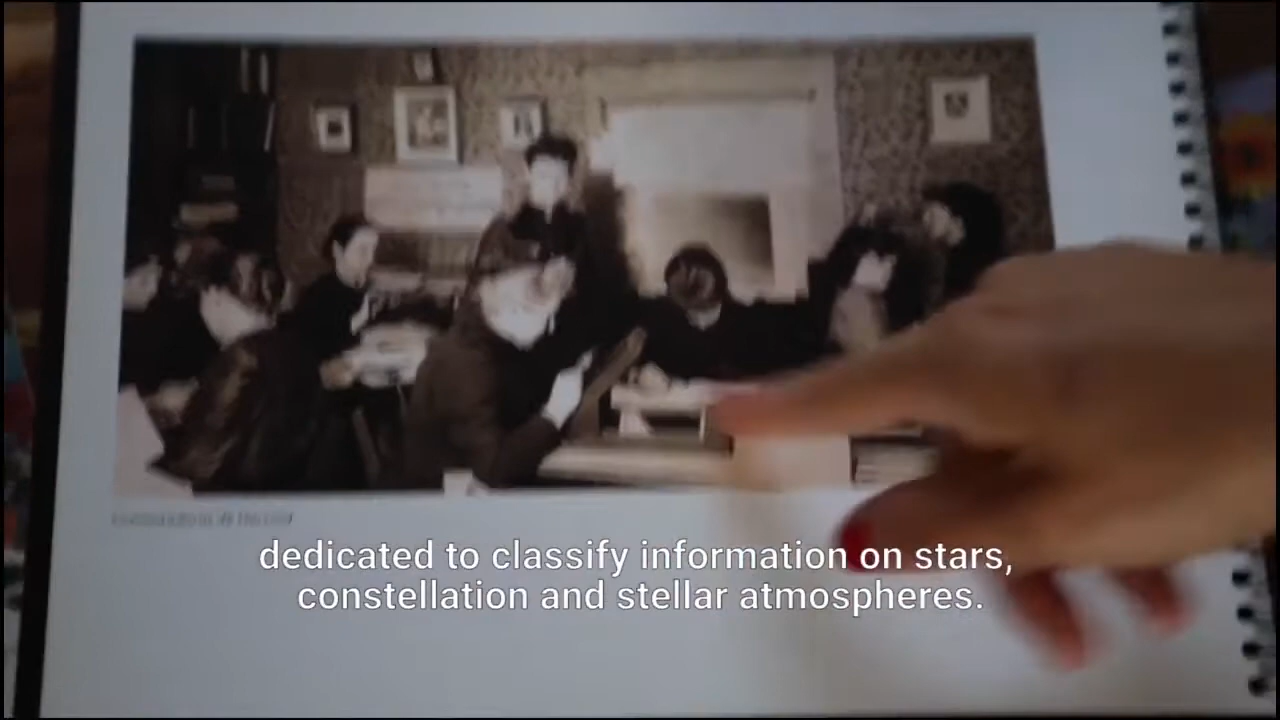 dedicated to classify information on stars,
constellation and stellar atmospheres.